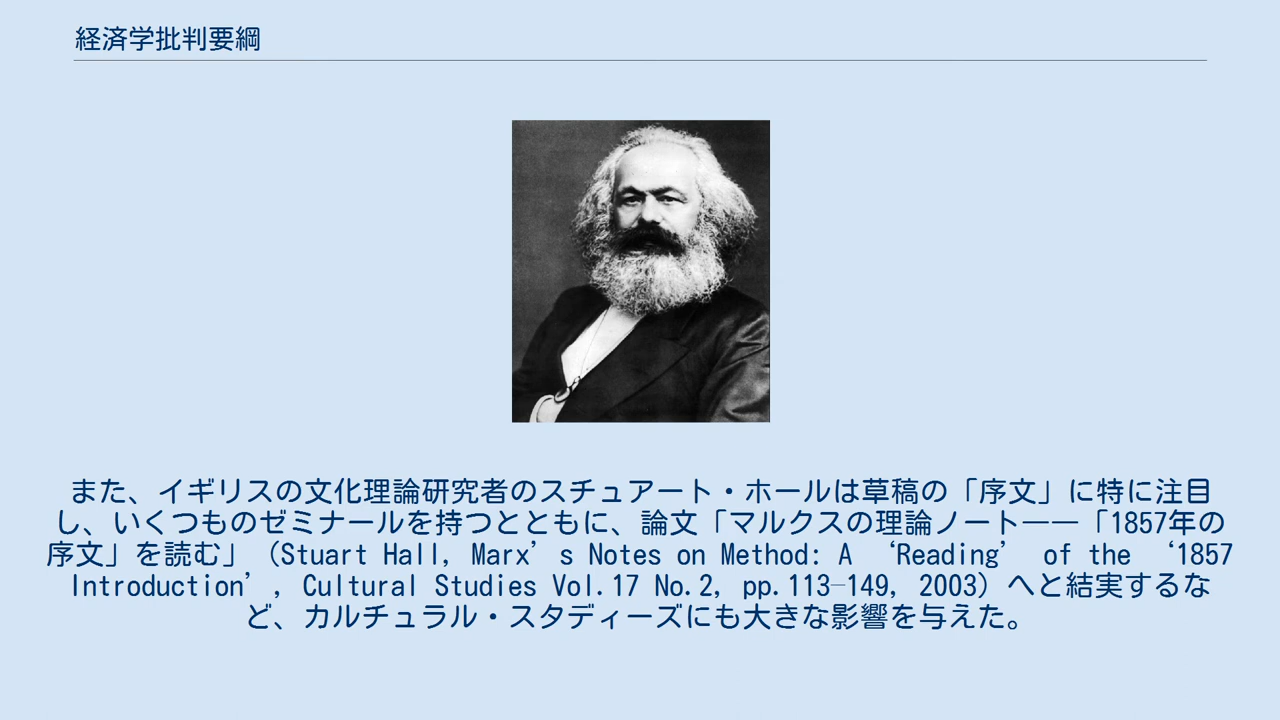 経済学批判要綱
また、イギリスの文化理論研究者のスチュアート・ホールは草稿の「序文」に特に注目
し、いくつものゼミナールを持つとともに、論文「マルクスの理論ノート――「1857年の
序文」を読む」（Stuart Hall, Marx’s Notes on Method: A ‘Reading’ of the ‘1857
Introduction’, Cultural Studies Vol.17 No.2, pp.113–149, 2003）へと結実するな
ど、カルチュラル・スタディーズにも大きな影響を与えた。